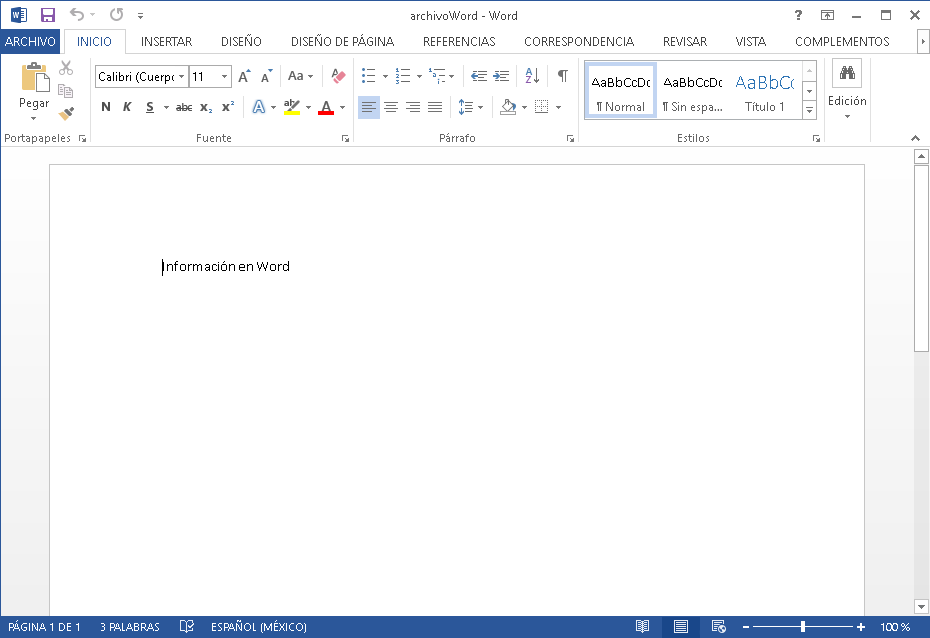 archivoWord - Word
ARCHIVO INICIO INSERTAR DISEÑO DISEÑO DE PÁGINA REFERENCIAS CORRESPONDENCIA REVISAR VISTA COMPLEMENTOS
Pegar
Calibri (Cuerpo 11 Aa
N K S abc X₂ X² A ab A
AaBbCcDc AaBbCcDc AaBbC
¶ Normal ¶ Sin espa... Título 1
Edición
Portapapeles Fuente Párrafo Estilos
Información en Word
PÁGINA 1 DE 1 3 PALABRAS ESPAÑOL (MÉXICO) 100 %